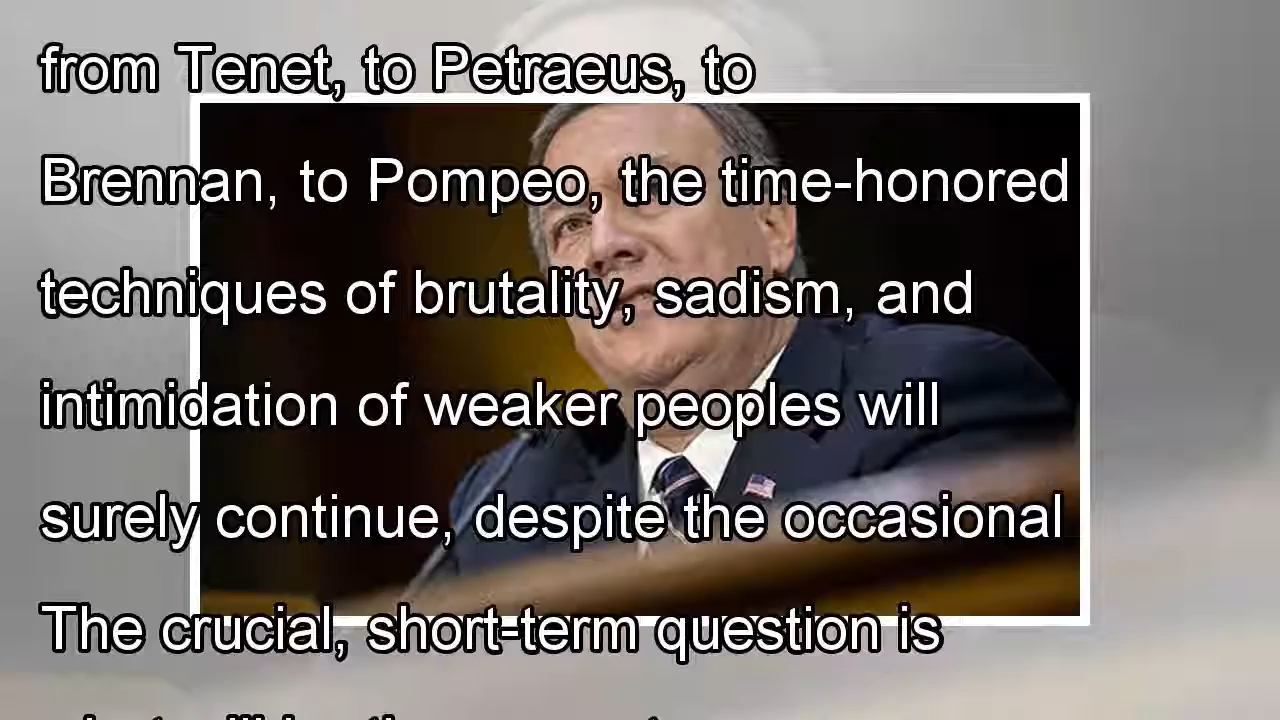 from Tenet, to Petraeus, to
Brennan, to Pompeo, the time-honored
techniques of brutality, sadism, and
intimidation of weaker peoples will
surely continue, despite the occasional
The crucial, short-term question is